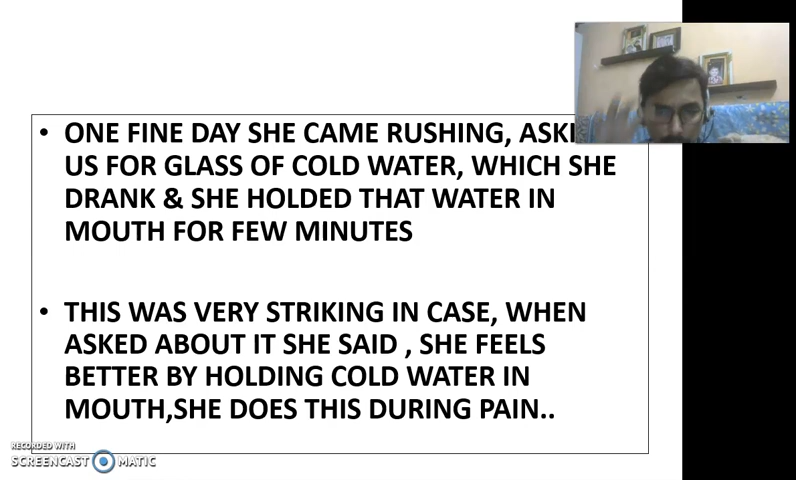 • ONE FINE DAY SHE CAME RUSHING,
US FOR GLASS OF COLD WATER, WHICH SHE
DRANK & SHE HOLDED THAT WATER IN
MOUTH FOR FEW MINUTES
• THIS WAS VERY STRIKING IN CASE, WHEN
ASKED ABOUT IT SHE SAID , SHE FEELS
BETTER BY HOLDING COLD WATER IN
MOUTH,SHE DOES THIS DURING PAIN..
RECORDED WITH
SCREENCAST MATIC